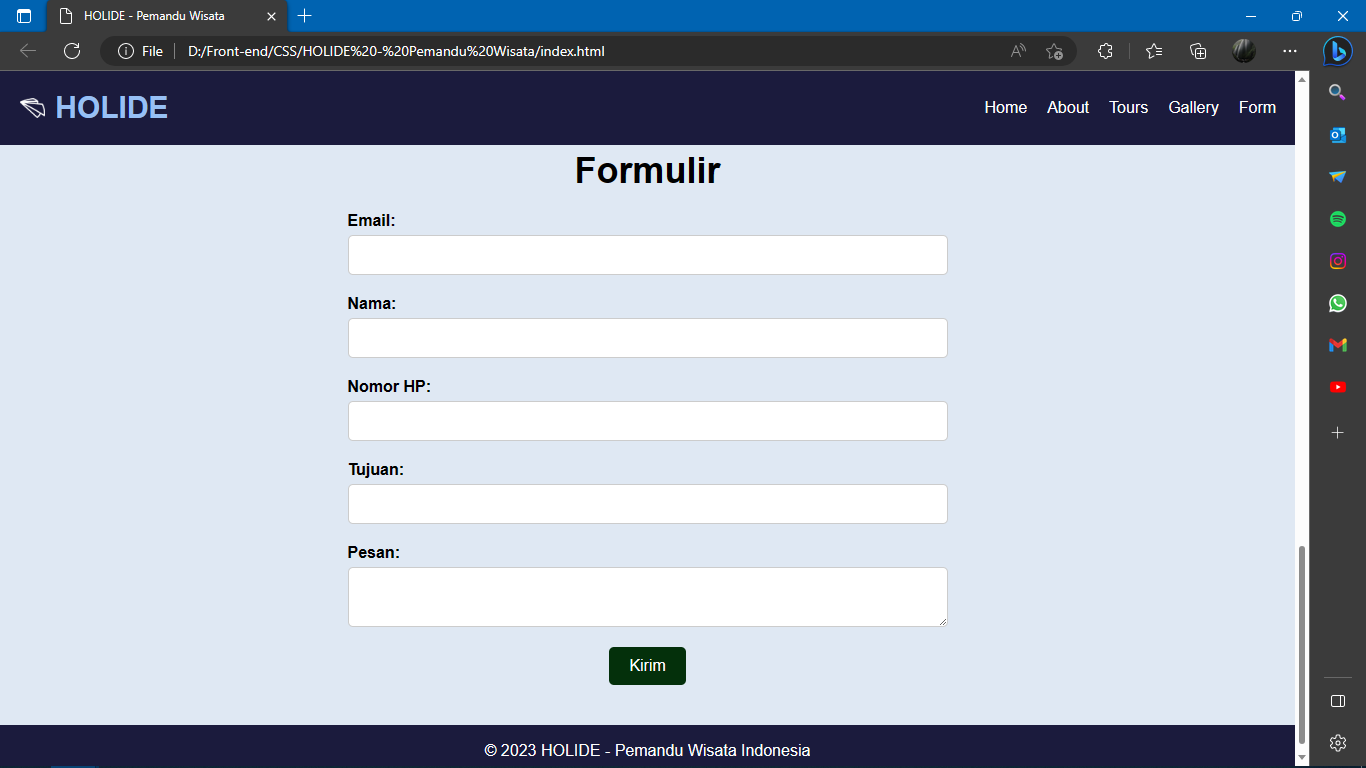 HOLIDE - Pemandu Wisata
File D:/Front-end/CSS/HOLIDE%20-%20Pemandu%20Wisata/index.html
HOLIDE
Home About Tours Gallery Form
Formulir
Email:
Nama:
Nomor HP:
Tujuan:
Pesan:
Kirim
© 2023 HOLIDE - Pemandu Wisata Indonesia